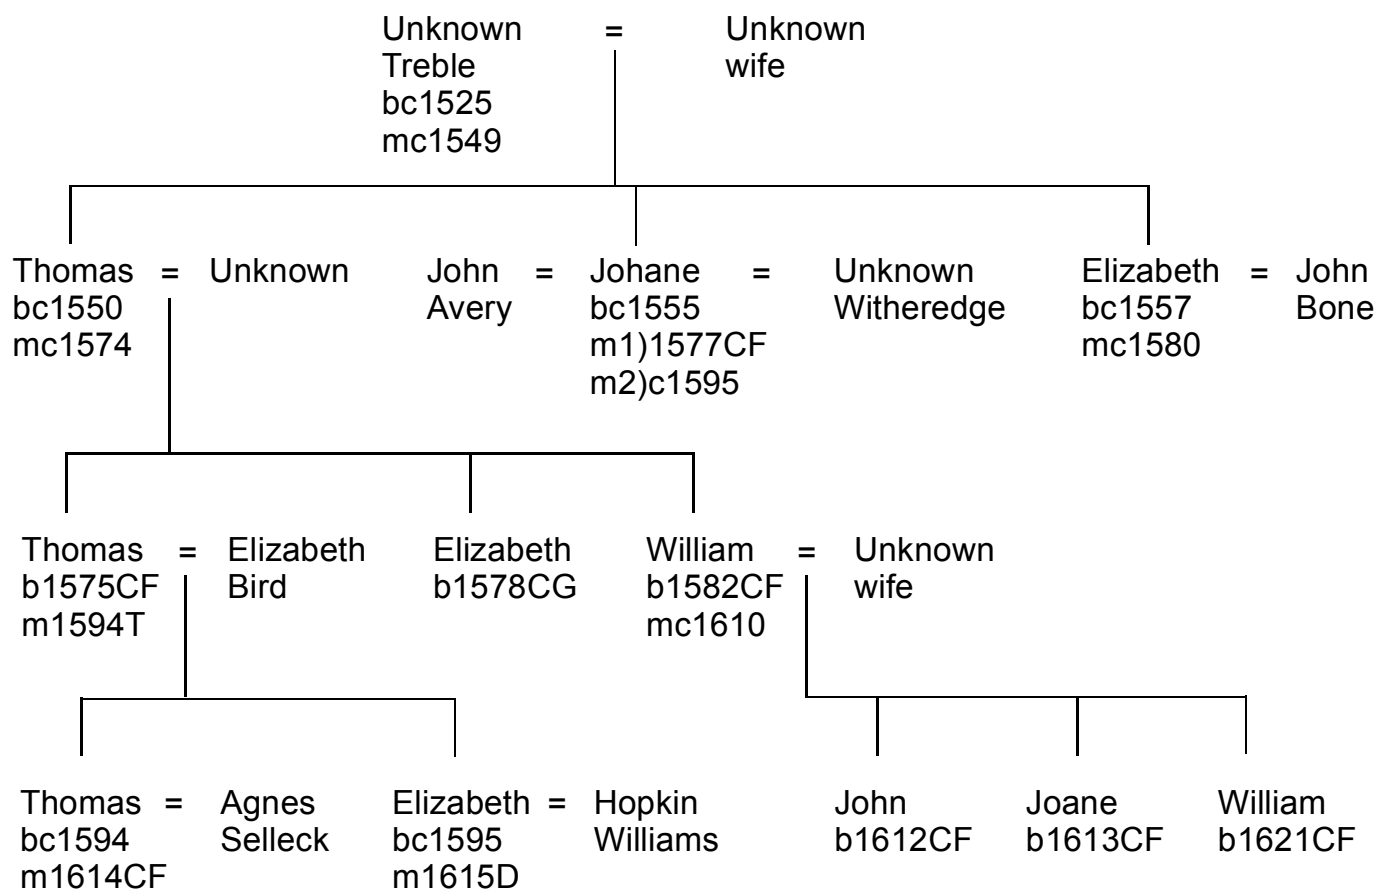 Unknown = Unknown
Treble wife
bc1525
mc1549
Thomas = Unknown John = Johane = Unknown Elizabeth = John
bc1550 Avery bc1555 Witheredge bc1557 Bone
mc1574 m1)1577CF mc1580
m2)c1595
Thomas = Elizabeth Elizabeth William = Unknown
b1575CF Bird b1578CG b1582CF wife
m1594T mc1610
Thomas = Agnes Elizabeth = Hopkin John Joane William
bc1594 Selleck bc1595 Williams b1612CF b1613CF b1621CF
m1614CF m1615D